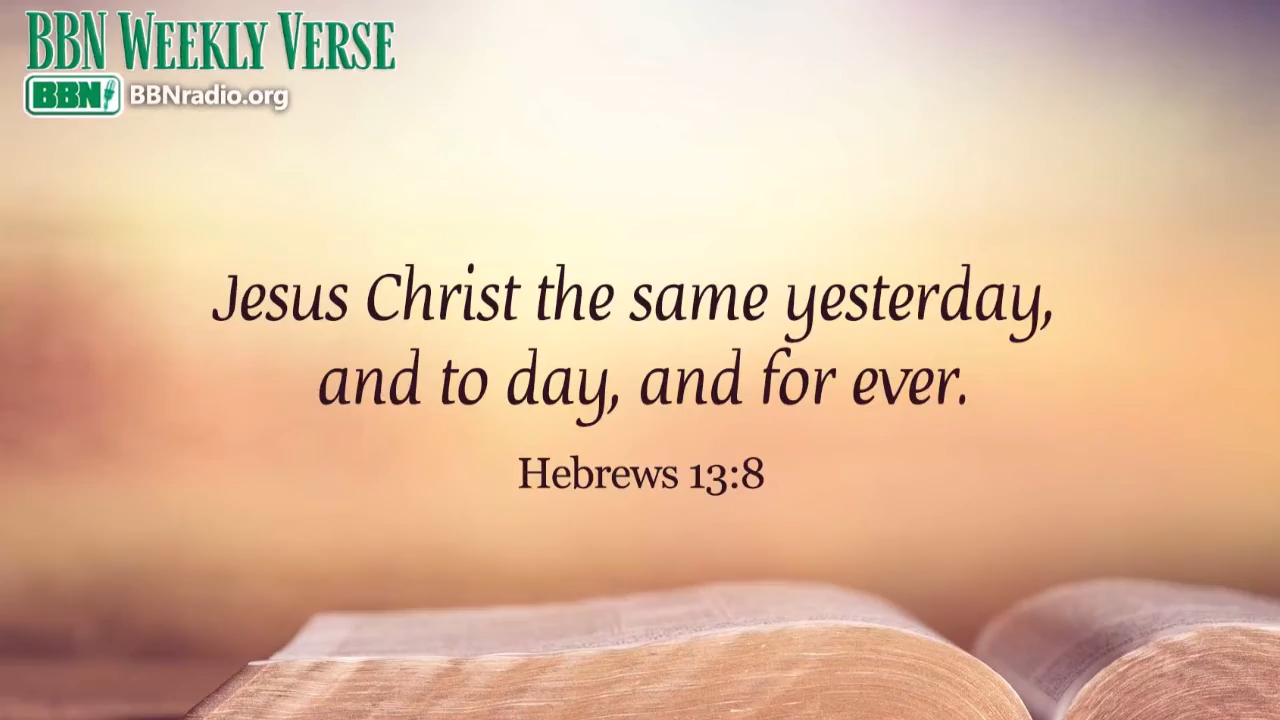 BBN WEEKLY VERSE
BBN BBNradio.org
Jesus Christ the same yesterday,
and to day, and for ever.
Hebrews 13:8